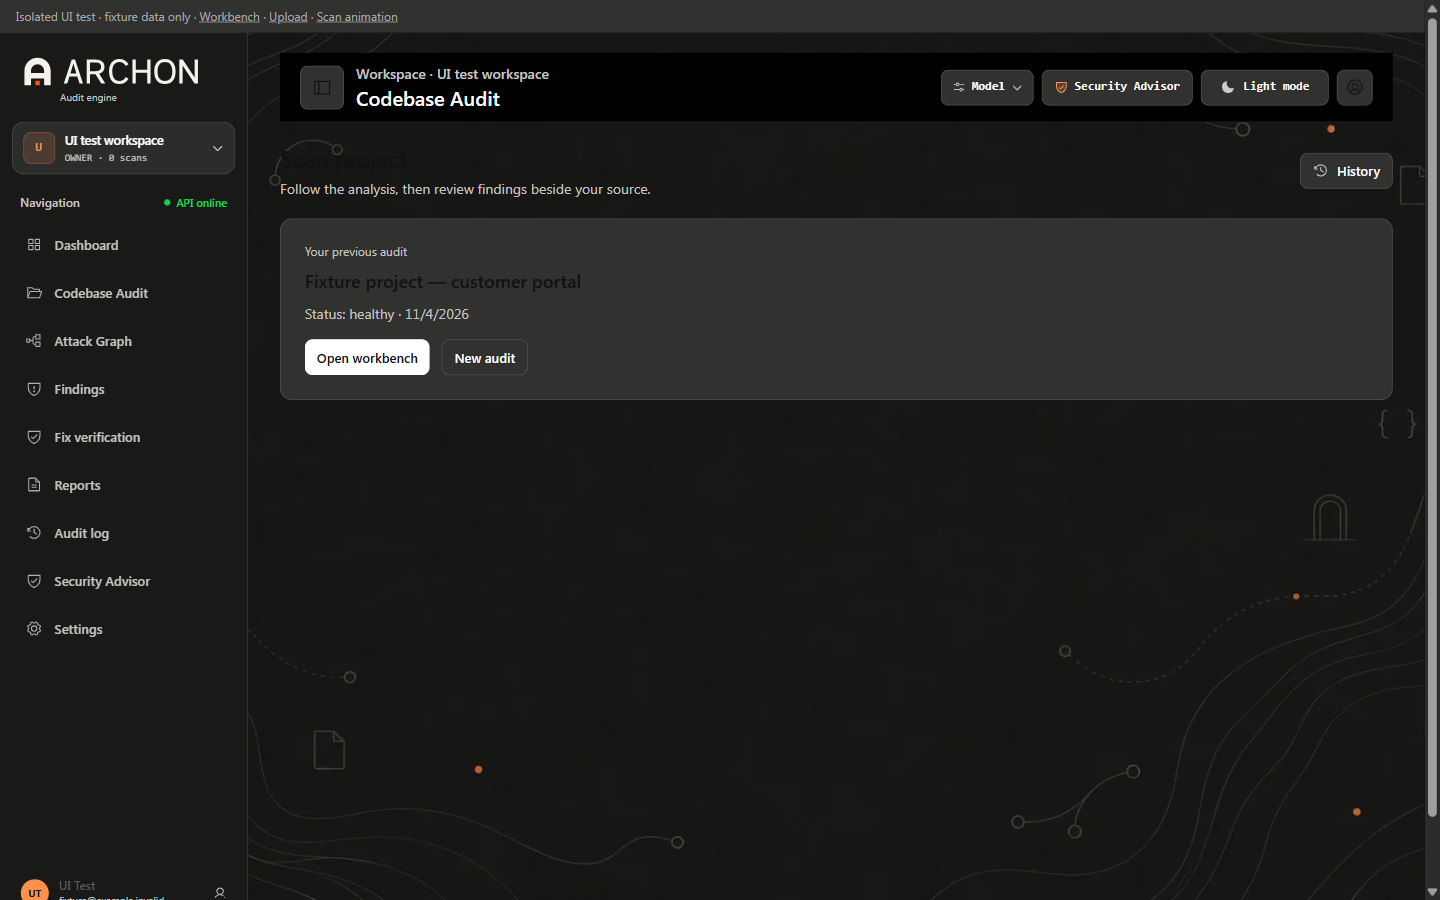 Isolated UI test · fixture data only · Workbench · Upload · Scan animation
ARCHON
Audit engine
U
UI test workspace
OWNER · 0 scans
Navigation
API online
Dashboard
Codebase Audit
Attack Graph
Findings
Fix verification
Reports
Audit log
Security Advisor
Settings
UT
UI Test
fixture@example.invalid
Workspace · UI test workspace
Codebase Audit
Model
Security Advisor
Light mode
Scan project
Follow the analysis, then review findings beside your source.
History
Your previous audit
Fixture project — customer portal
Status: healthy · 11/4/2026
Open workbench
New audit